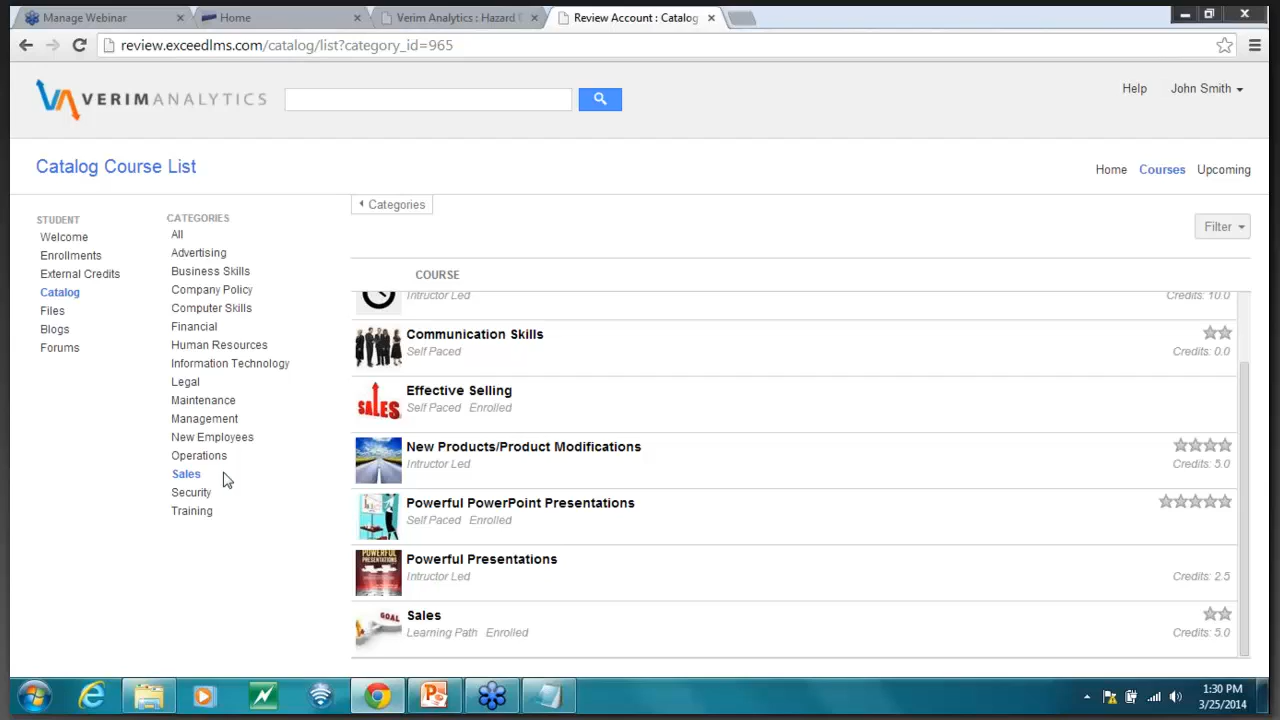 Manage Webinar
Home
Verim Analytics : Hazard
Review Account : Catalog
review.exceedlms.com/catalog/list?category_id=965
VERIMANALYTICS
Help
John Smith
Catalog Course List
Home
Courses
Upcoming
STUDENT
Welcome
Enrollments
External Credits
Catalog
Files
Blogs
Forums
CATEGORIES
All
Advertising
Business Skills
Company Policy
Computer Skills
Financial
Human Resources
Information Technology
Legal
Maintenance
Management
New Employees
Operations
Sales
Security
Training
Categories
Filter
COURSE
Intructor Led
Credits: 10.0
Communication Skills
Self Paced
Credits: 0.0
SALES
Effective Selling
Self Paced Enrolled
New Products/Product Modifications
Intructor Led
Credits: 5.0
Powerful PowerPoint Presentations
Self Paced Enrolled
POWERFUL
PRESENTATIONS
Powerful Presentations
Intructor Led
Credits: 2.5
GOAL
Sales
Learning Path Enrolled
Credits: 5.0
1:30 PM
3/25/2014